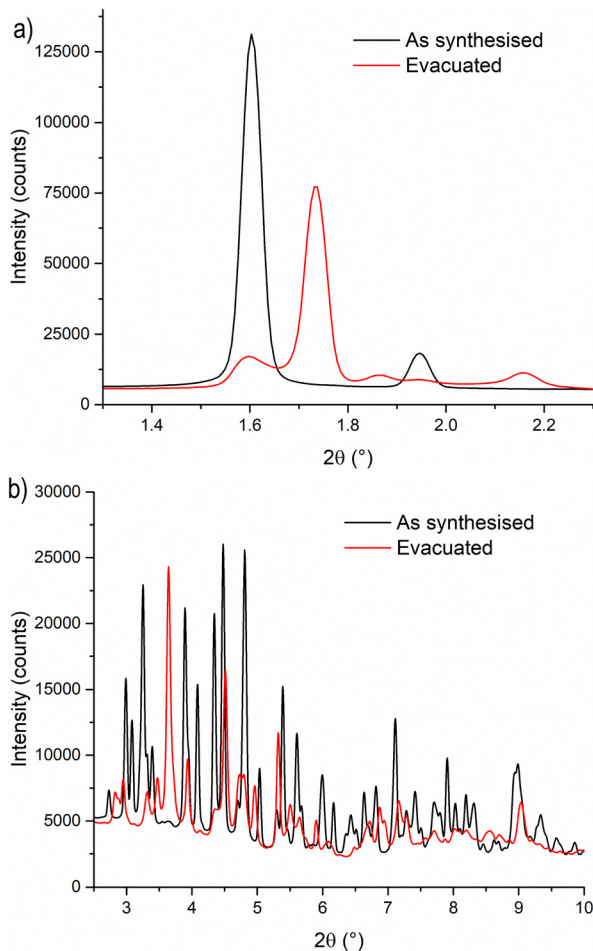 a)
As synthesised
Evacuated
Intensity (counts)
125000
100000
75000
50000
25000
0
1.4 1.6 1.8 2.0 2.2
2θ (°)
b)
As synthesised
Evacuated
Intensity (counts)
30000
25000
20000
15000
10000
5000
0
3 4 5 6 7 8 9 10
2θ (°)